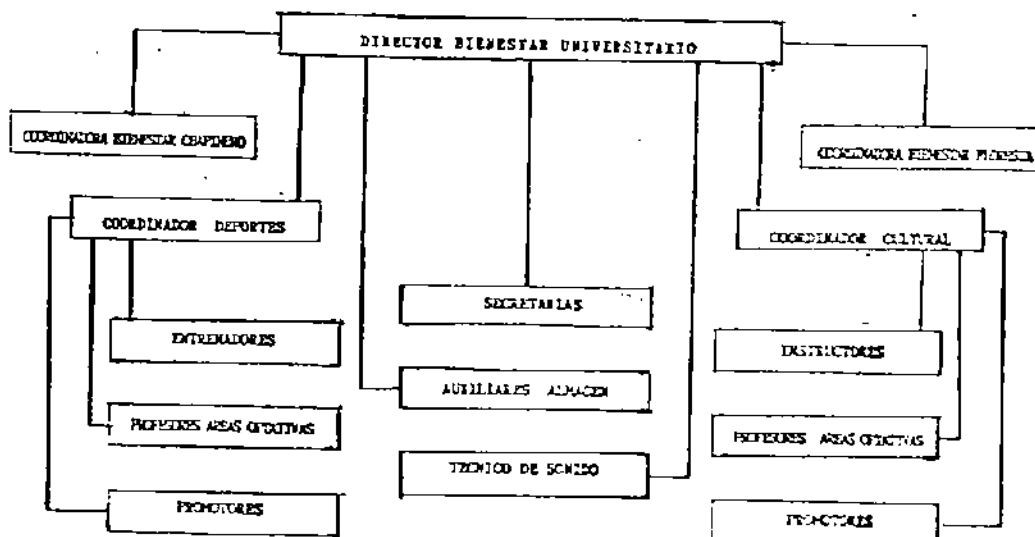 DIRECTOR BIENESTAR UNIVERSITARIO
COORDINADORA BIENESTAR CHAPINERO
COORDINADORA BIENESTAR FLORESTA
COORDINADOR DEPORTES
COORDINADOR CULTURAL
SECRETARIAS
ENTRENADORES
INSTRUCTORES
AUXILIARES ALMACEN
PROFESORES AREAS OPTATIVAS
PROFESORES AREAS OPTATIVAS
TECNICO DE SONIDO
PROMOTORES
PROMOTORES